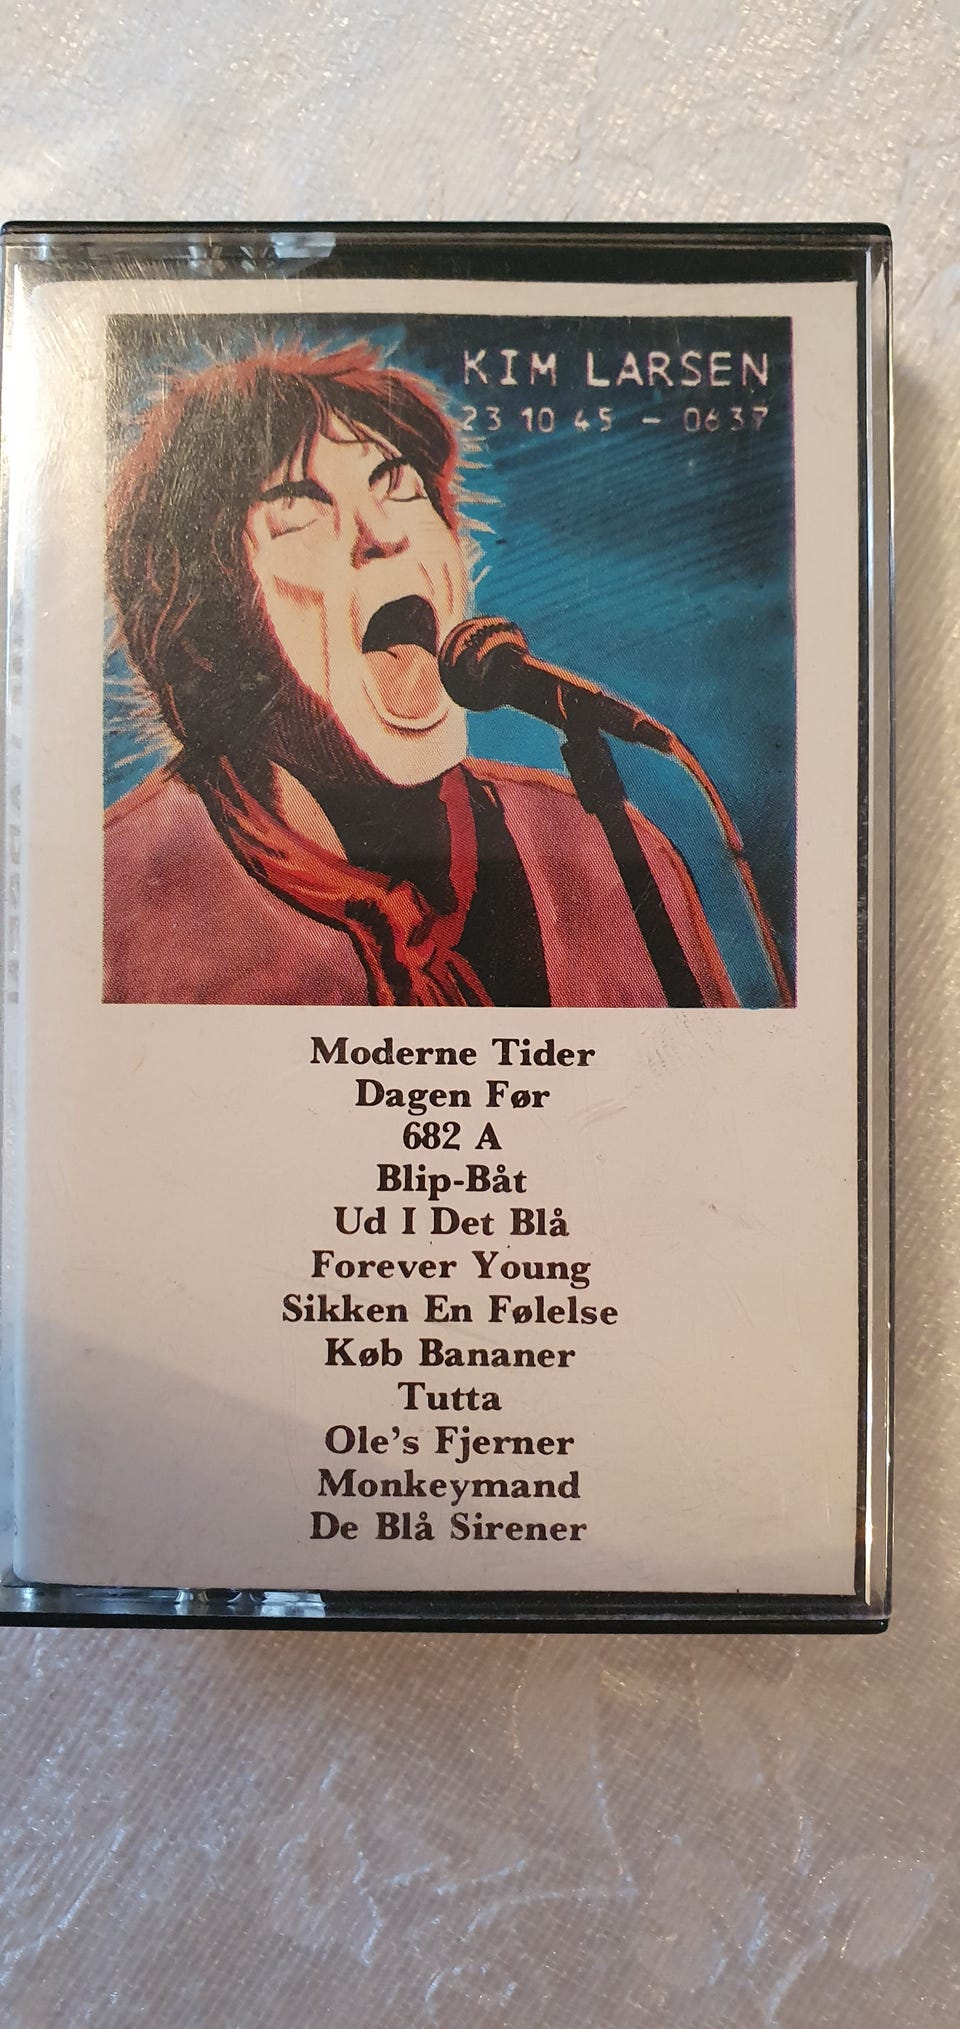 KIM LARSEN
23 10 45 - 0637
Moderne Tider
Dagen Før
682 A
Blip-Båt
Ud I Det Blå
Forever Young
Sikken En Følelse
Køb Bananer
Tutta
Ole's Fjerner
Monkeymand
De Blå Sirener